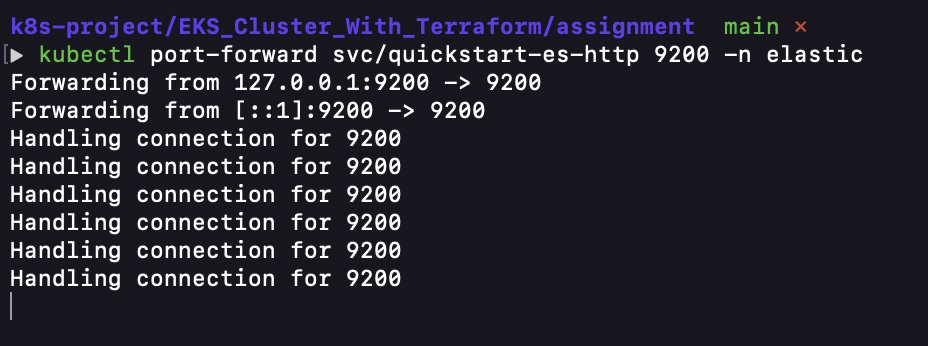 k8s-project/EKS_Cluster_With_Terraform/assignment main ×
▶ kubectl port-forward svc/quickstart-es-http 9200 -n elastic
Forwarding from 127.0.0.1:9200 -> 9200
Forwarding from [::1]:9200 -> 9200
Handling connection for 9200
Handling connection for 9200
Handling connection for 9200
Handling connection for 9200
Handling connection for 9200
Handling connection for 9200